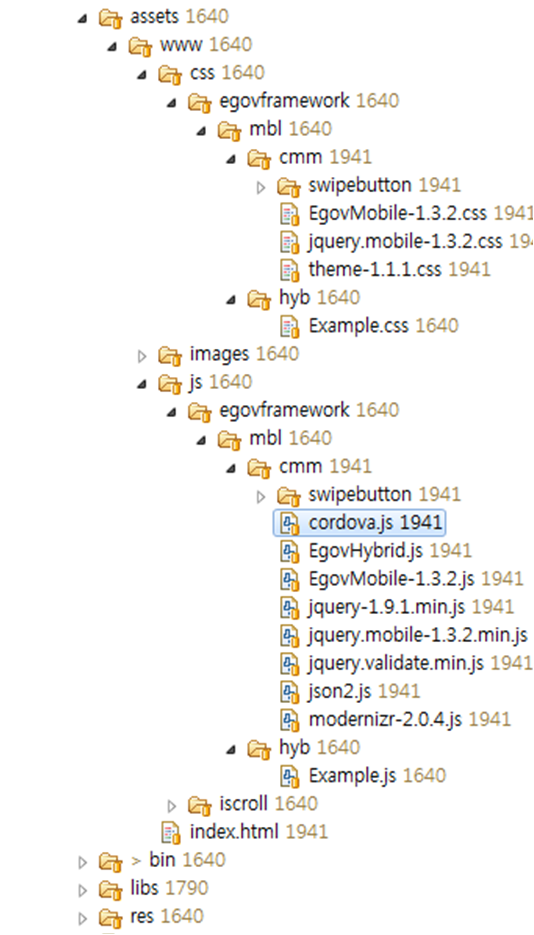 assets 1640
www 1640
css 1640
egovframework 1640
mbl 1640
cmm 1941
swipebutton 1941
EgovMobile-1.3.2.css 1941
jquery.mobile-1.3.2.css 194
theme-1.1.1.css 1941
hyb 1640
Example.css 1640
images 1640
js 1640
egovframework 1640
mbl 1640
cmm 1941
swipebutton 1941
cordova.js 1941
EgovHybrid.js 1941
EgovMobile-1.3.2.js 1941
jquery-1.9.1.min.js 1941
jquery.mobile-1.3.2.min.js
jquery.validate.min.js 1941
json2.js 1941
modernizr-2.0.4.js 1941
hyb 1640
Example.js 1640
iscroll 1640
index.html 1941
> bin 1640
libs 1790
res 1640